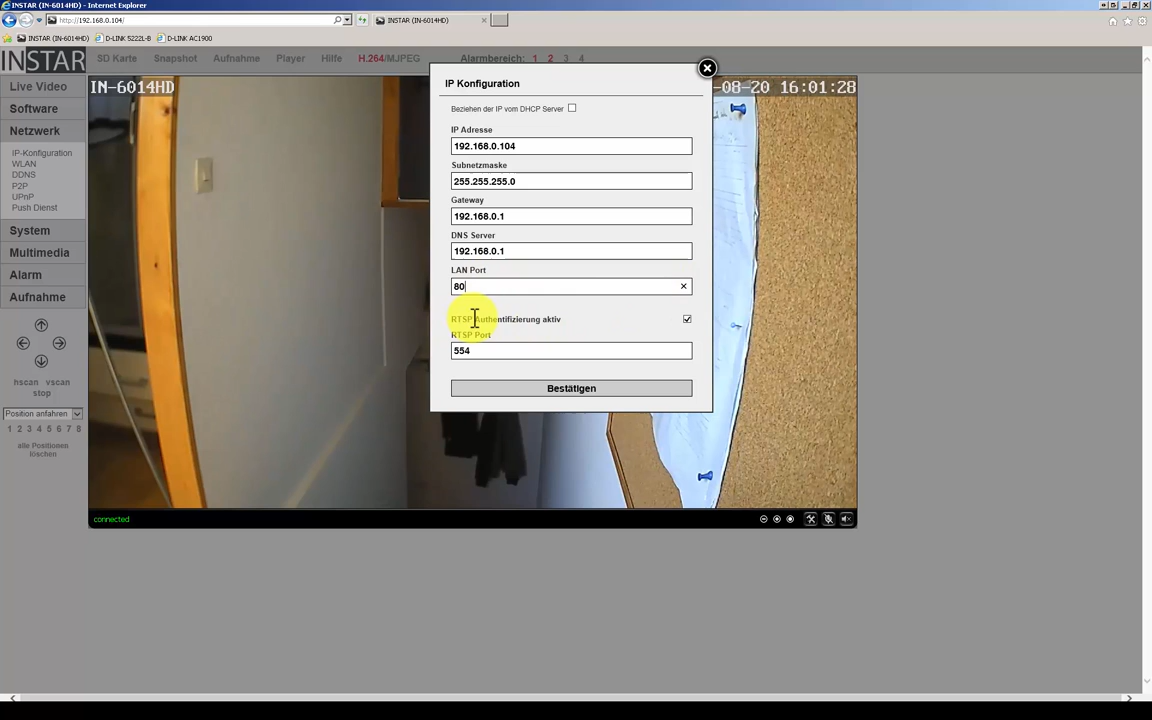 INSTAR (IN-6014HD) - Internet Explorer
http://192.168.0.104/
INSTAR (IN-6014HD)
INSTAR (IN-6014HD) D-LINK 5222L-B D-LINK AC1900
INSTAR
SD Karte Snapshot Aufnahme Player Hilfe H.264/MJPEG Alarmbereich: 1 2 3 4
Live Video
Software
Netzwerk
IP-Konfiguration
WLAN
DDNS
P2P
UPnP
Push Dienst
System
Multimedia
Alarm
Aufnahme
hscan vscan
stop
Position anfahren
1 2 3 4 5 6 7 8
alle Positionen
löschen
IN-6014HD
-08-20 16:01:28
IP Konfiguration
Beziehen der IP vom DHCP Server
IP Adresse
192.168.0.104
Subnetzmaske
255.255.255.0
Gateway
192.168.0.1
DNS Server
192.168.0.1
LAN Port
80
RTSP Authentifizierung aktiv
RTSP Port
554
Bestätigen
connected